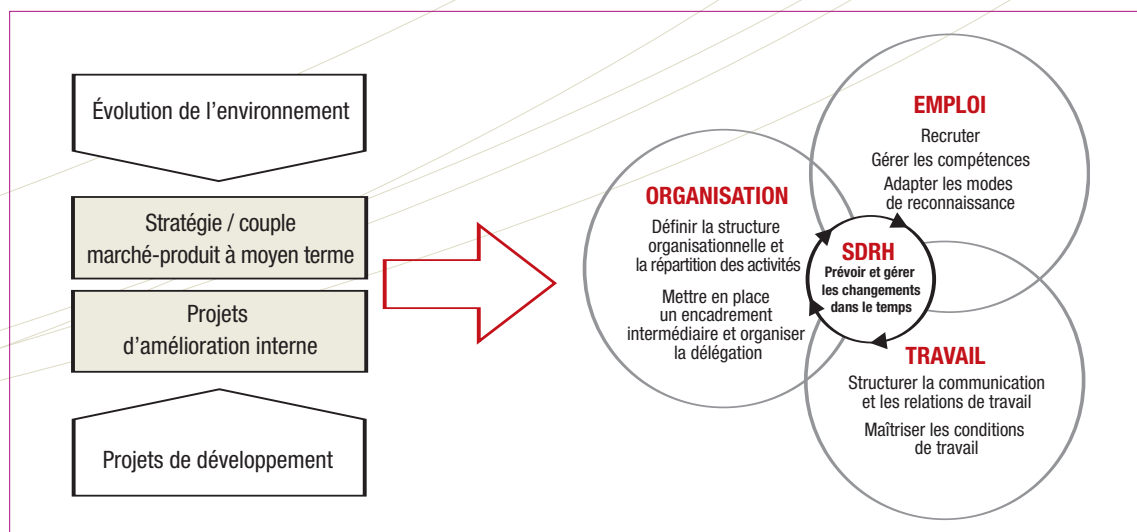 Évolution de l’environnement
Stratégie / couple
marché-produit à moyen terme
Projets
d’amélioration interne
Projets de développement
ORGANISATION
Définir la structure
organisationnelle et
la répartition des activités
Mettre en place
un encadrement
intermédiaire et organiser
la délégation
EMPLOI
Recruter
Gérer les compétences
Adapter les modes
de reconnaissance
SDRH
Prévoir et gérer
les changements
dans le temps
TRAVAIL
Structurer la communication
et les relations de travail
Maîtriser les conditions
de travail